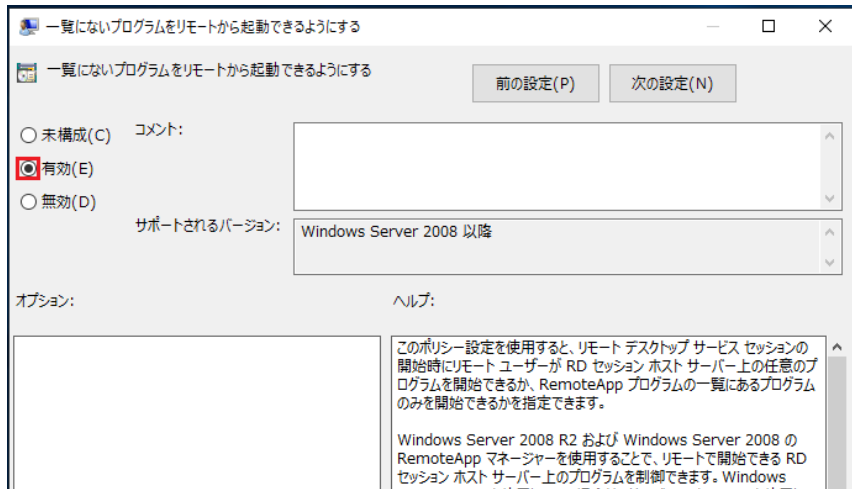 一覧にないプログラムをリモートから起動できるようにする
一覧にないプログラムをリモートから起動できるようにする
前の設定(P)
次の設定(N)
未構成(C)
コメント:
有効(E)
無効(D)
サポートされるバージョン:
Windows Server 2008 以降
オプション:
ヘルプ:
このポリシー設定を使用すると、リモート デスクトップ サービス セッションの
開始時にリモート ユーザーが RD セッション ホスト サーバー上の任意のプ
ログラムを開始できるか、RemoteApp プログラムの一覧にあるプログラム
のみを開始できるかを指定できます。
Windows Server 2008 R2 および Windows Server 2008 の
RemoteApp マネージャーを使用することで、リモートで開始できる RD
セッション ホスト サーバー上のプログラムを制御できます。Windows